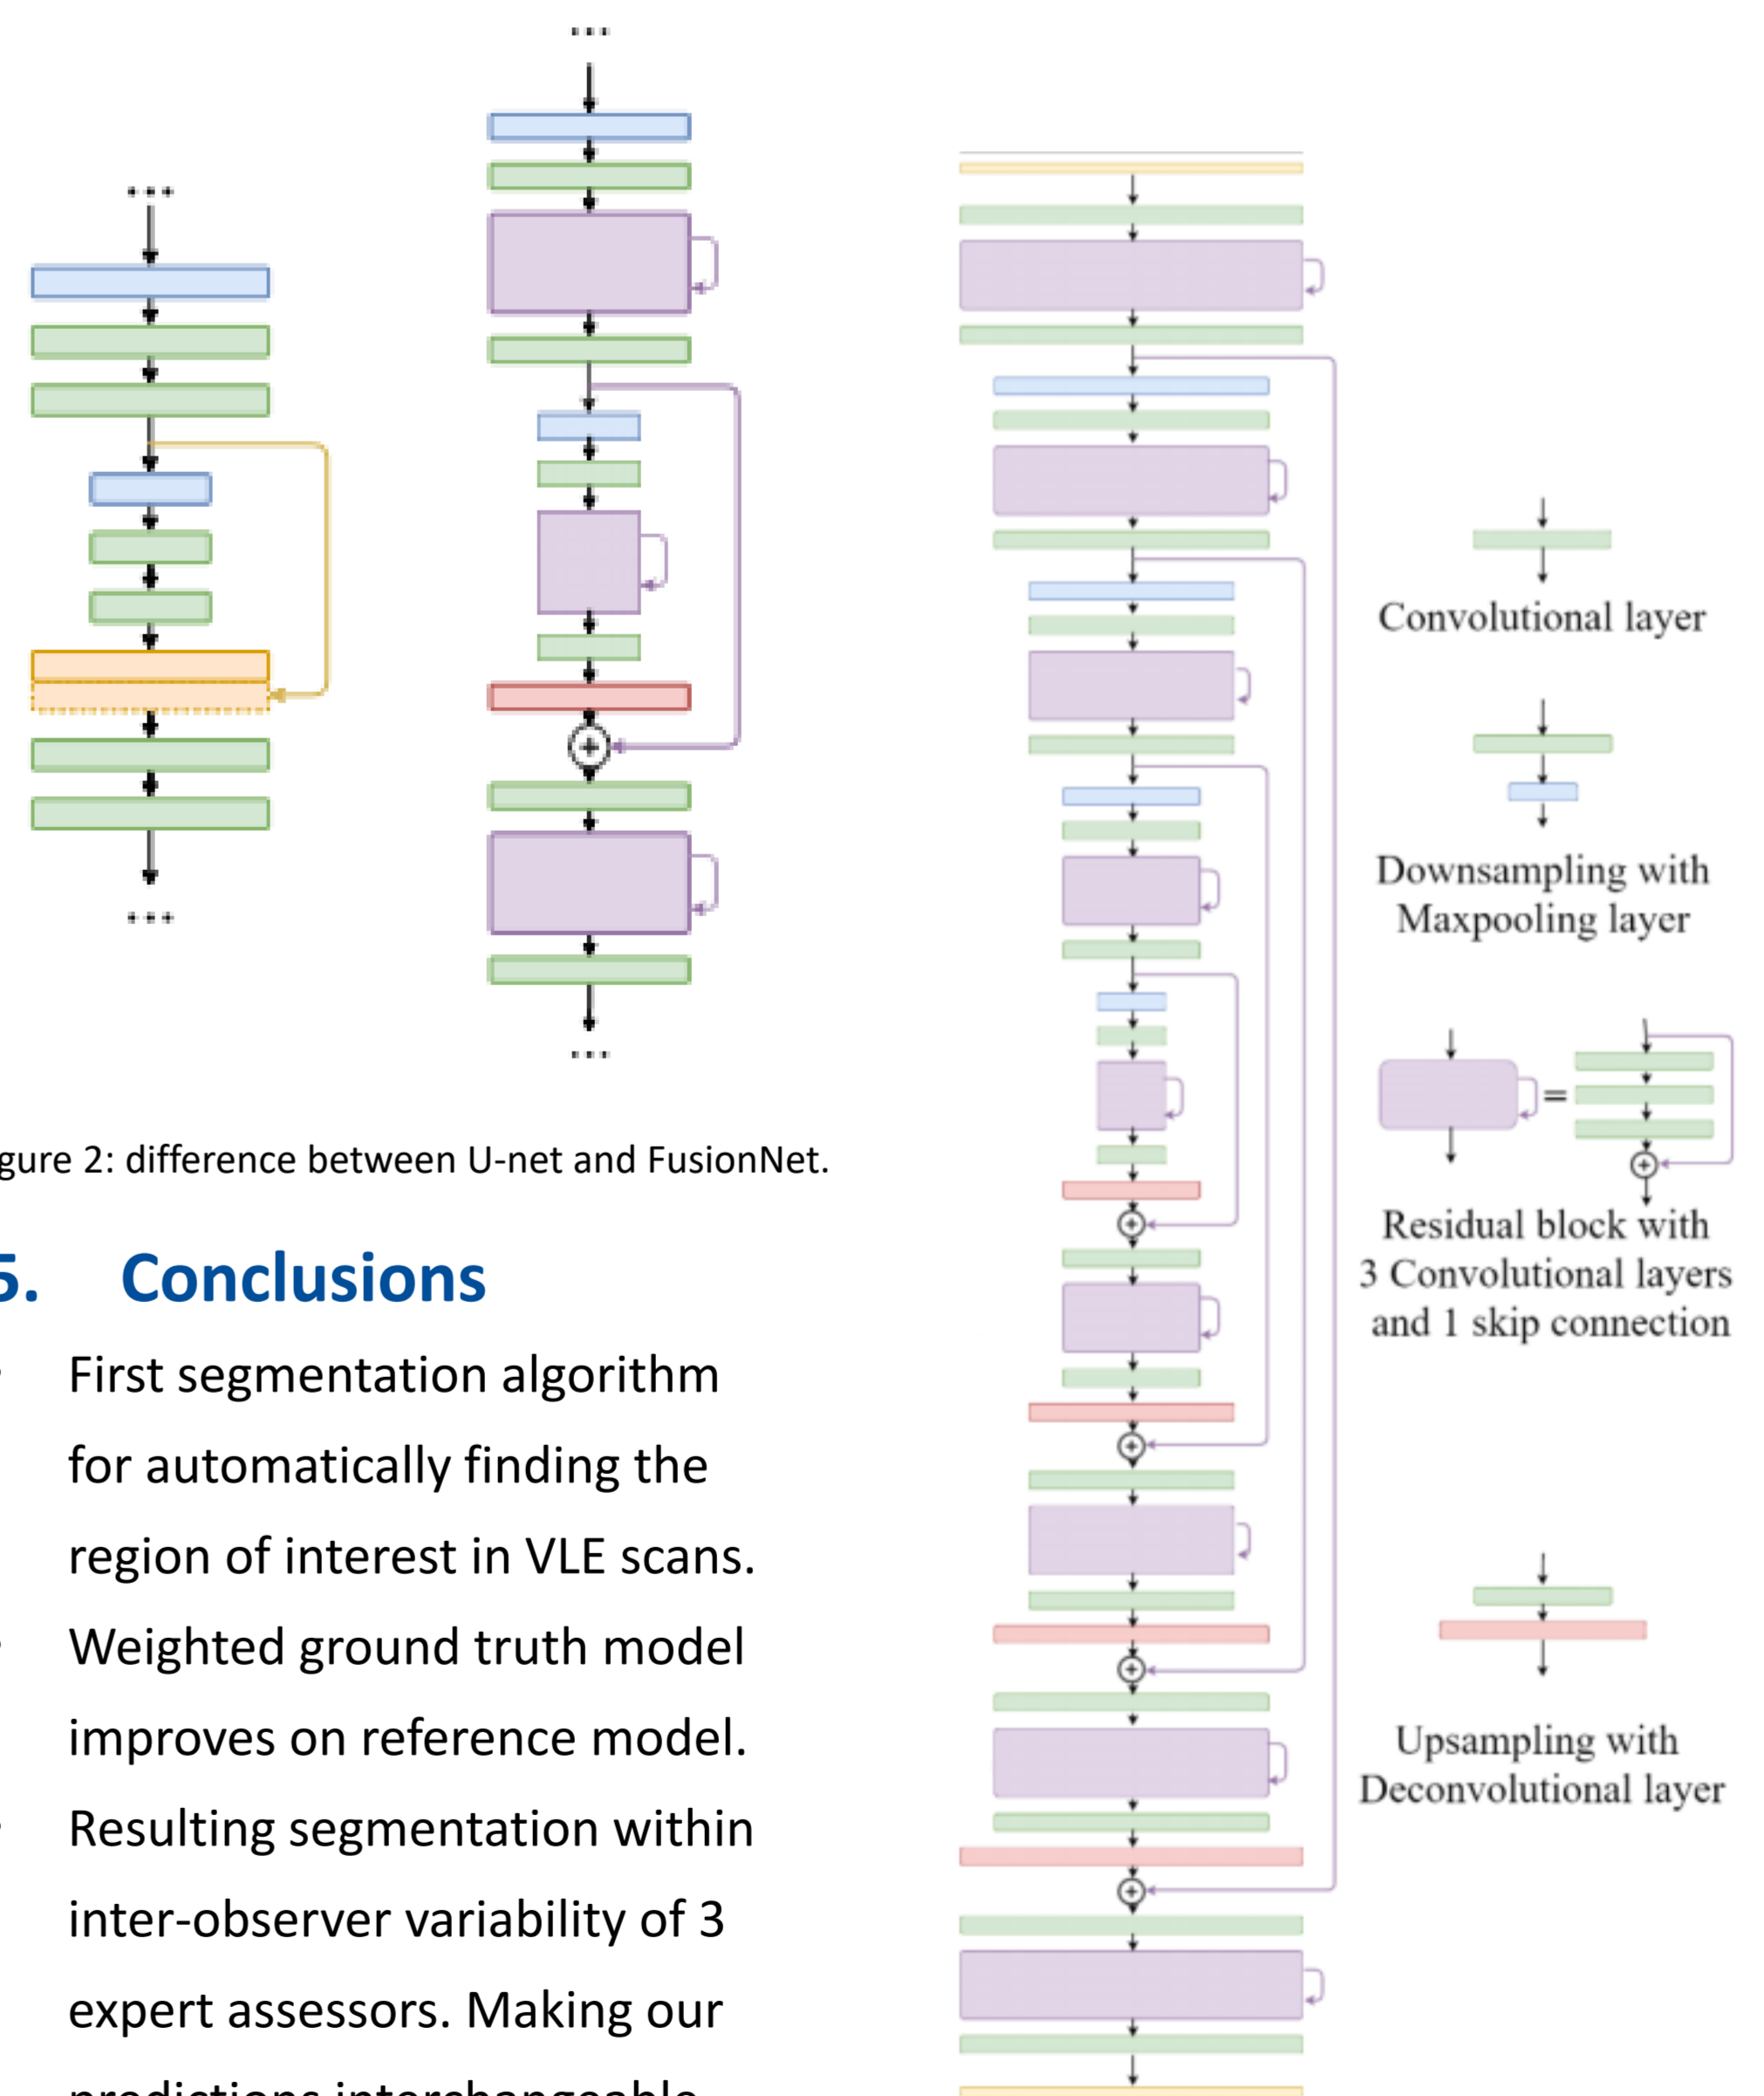 gure 2: difference between U-net and FusionNet.
5. Conclusions
First segmentation algorithm
for automatically finding the
region of interest in VLE scans.
Weighted ground truth model
improves on reference model.
Resulting segmentation within
inter-observer variability of 3
expert assessors. Making our
predictions interchangeable
Convolutional layer
Downsampling with
Maxpooling layer
=
Residual block with
3 Convolutional layers
and 1 skip connection
Upsampling with
Deconvolutional layer